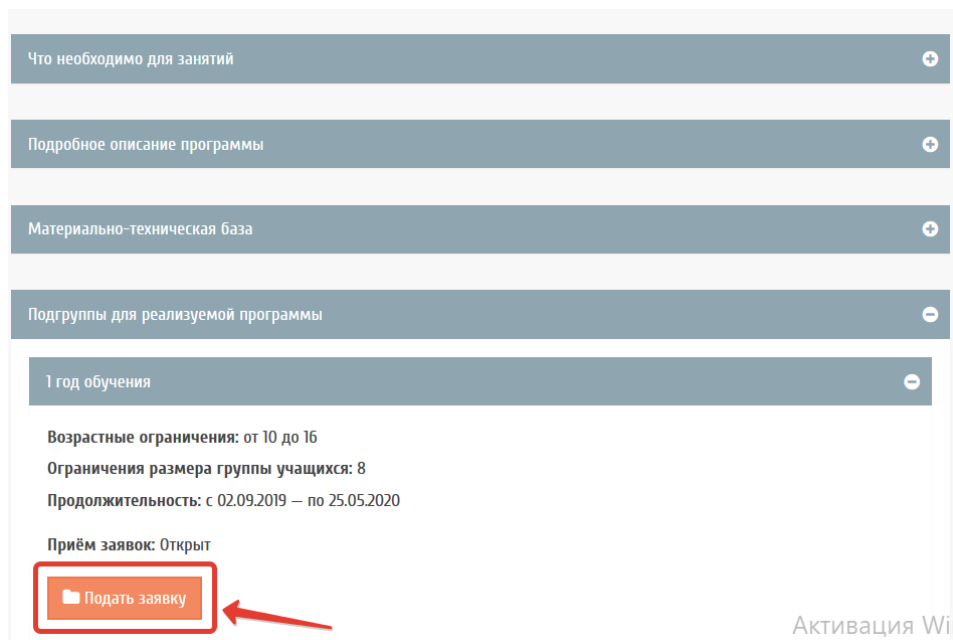 Что необходимо для занятий
Подробное описание программы
Материально-техническая база
Подгруппы для реализуемой программы
1 год обучения
Возрастные ограничения: от 10 до 16
Ограничения размера группы учащихся: 8
Продолжительность: с 02.09.2019 — по 25.05.2020
Приём заявок: Открыт
Подать заявку
Активация Wi